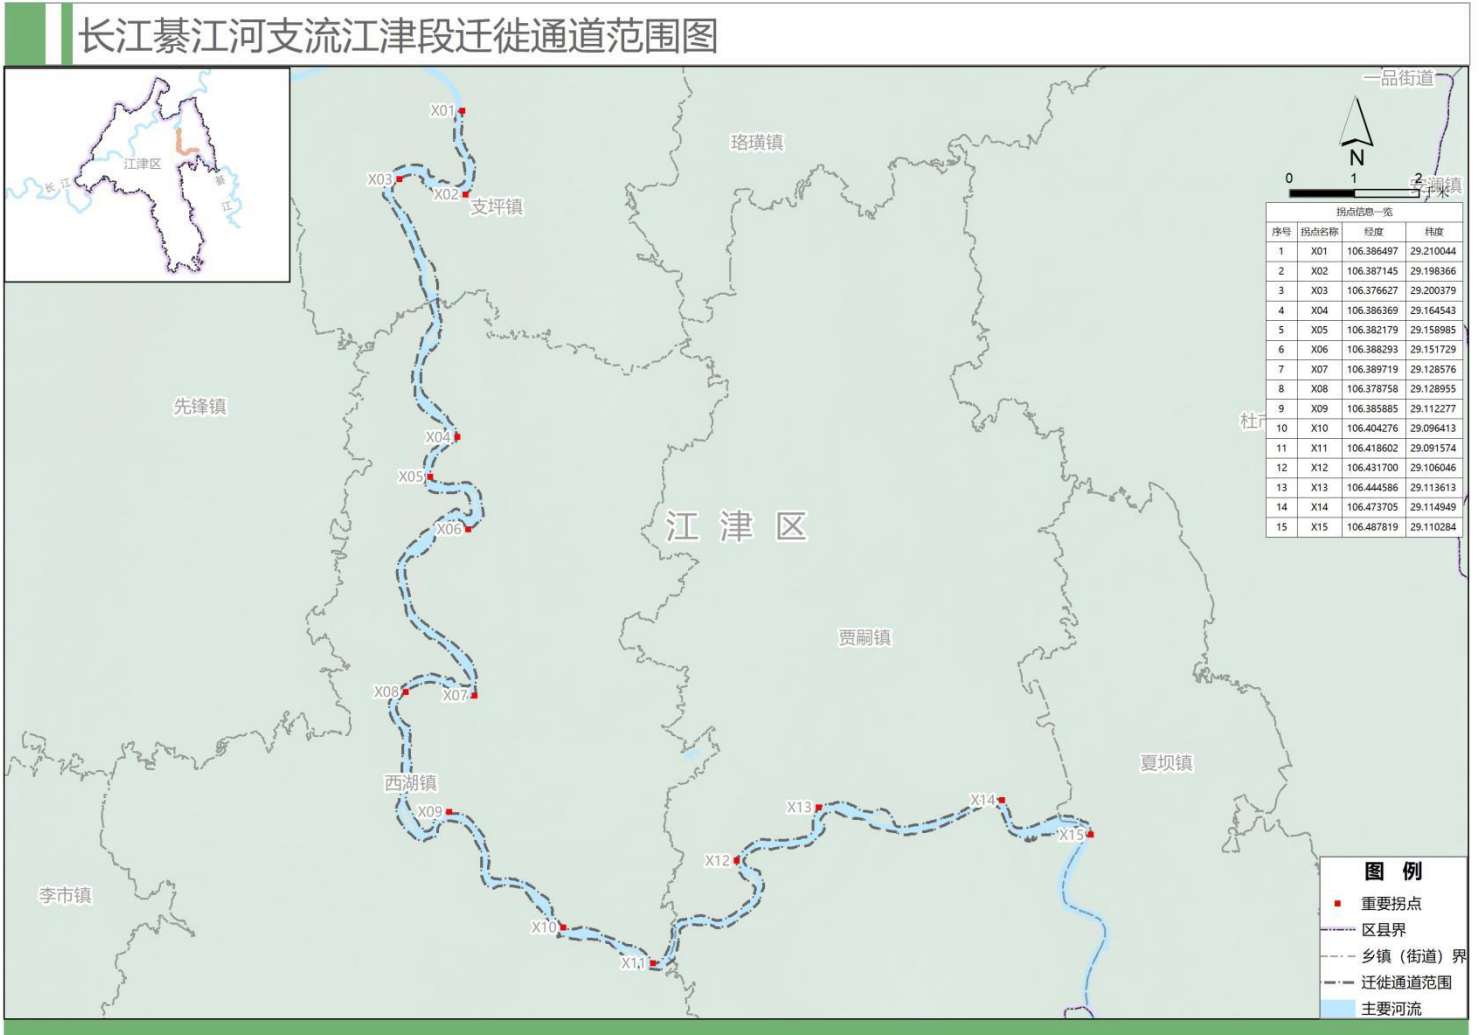 长江綦江河支流江津段迁徙通道范围图
江津区
长江
綦江
一品街道
X01
珞璜镇
N
0 1 2
千米
安澜镇
X03
X02
支坪镇
拐点信息一览
序号 拐点名称 经度 纬度
1 X01 106.386497 29.210044
2 X02 106.387145 29.198366
3 X03 106.376627 29.200379
4 X04 106.386369 29.164543
5 X05 106.382179 29.158985
6 X06 106.388293 29.151729
7 X07 106.389719 29.128576
8 X08 106.378758 29.128955
9 X09 106.385885 29.112277
10 X10 106.404276 29.096413
11 X11 106.418602 29.091574
12 X12 106.431700 29.106046
13 X13 106.444586 29.113613
14 X14 106.473705 29.114949
15 X15 106.487819 29.110284
先锋镇
杜
X04
X05
X06
江津区
贾嗣镇
X08
X07
夏坝镇
西湖镇
X09
X13
X14
X15
X12
李市镇
X10
X11
图例
重要拐点
区县界
乡镇（街道）界
迁徙通道范围
主要河流